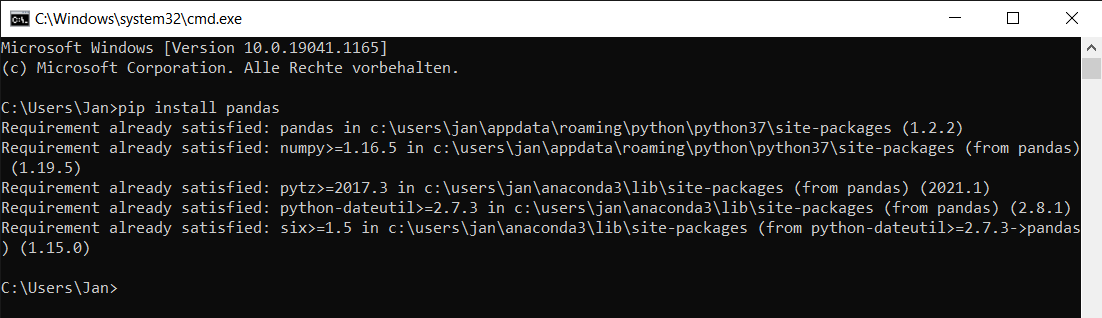 C:\Windows\system32\cmd.exe
Microsoft Windows [Version 10.0.19041.1165]
(c) Microsoft Corporation. Alle Rechte vorbehalten.
C:\Users\Jan>pip install pandas
Requirement already satisfied: pandas in c:\users\jan\appdata\roaming\python\python37\site-packages (1.2.2)
Requirement already satisfied: numpy>=1.16.5 in c:\users\jan\appdata\roaming\python\python37\site-packages (from pandas)
 (1.19.5)
Requirement already satisfied: pytz>=2017.3 in c:\users\jan\anaconda3\lib\site-packages (from pandas) (2021.1)
Requirement already satisfied: python-dateutil>=2.7.3 in c:\users\jan\anaconda3\lib\site-packages (from pandas) (2.8.1)
Requirement already satisfied: six>=1.5 in c:\users\jan\anaconda3\lib\site-packages (from python-dateutil>=2.7.3->pandas
) (1.15.0)
C:\Users\Jan>